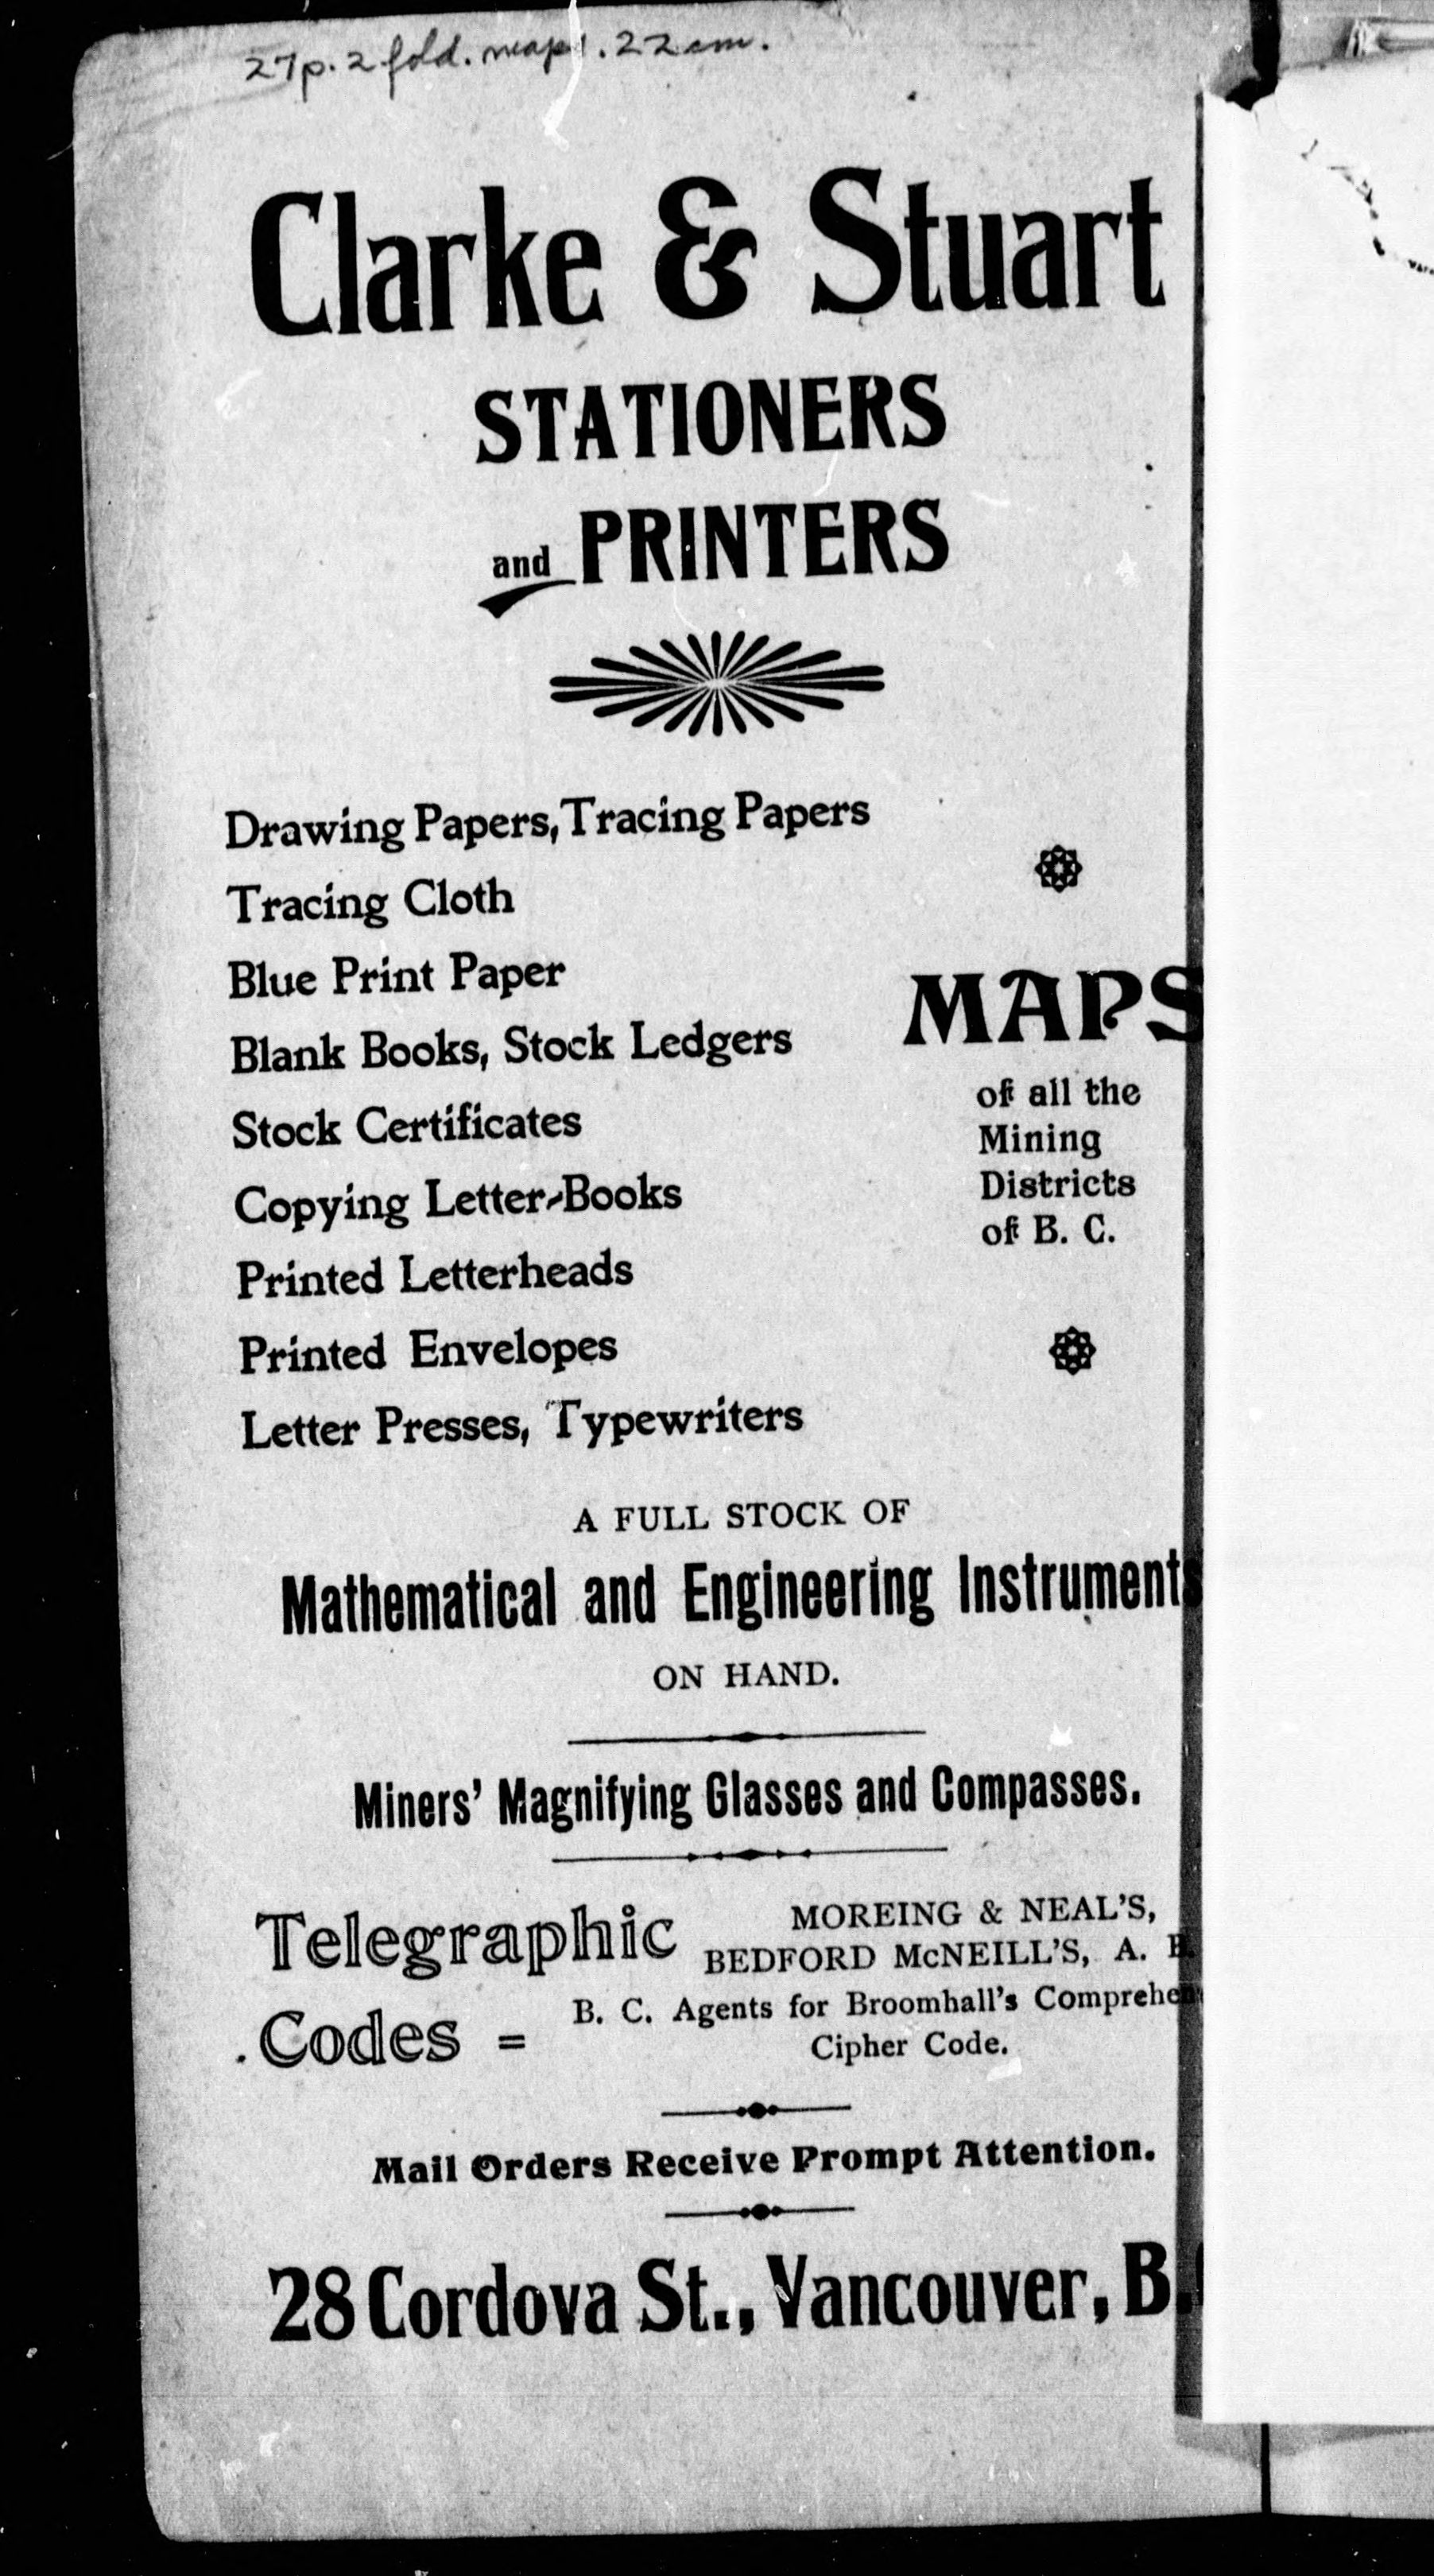 27p. 2 fold. maps. 22cm.
Clarke & Stuart
STATIONERS
and PRINTERS
Drawing Papers, Tracing Papers
Tracing Cloth
Blue Print Paper
Blank Books, Stock Ledgers
Stock Certificates
Copying Letter-Books
Printed Letterheads
Printed Envelopes
Letter Presses, Typewriters
MAPS
of all the
Mining
Districts
of B. C.
A FULL STOCK OF
Mathematical and Engineering Instruments
ON HAND.
Miners' Magnifying Glasses and Compasses.
Telegraphic
Codes =
MOREING & NEAL'S,
BEDFORD McNEILL'S, A.
B. C. Agents for Broomhall's
Cipher Code.
Mail Orders Receive Prompt Attention.
28 Cordova St., Vancouver, B.